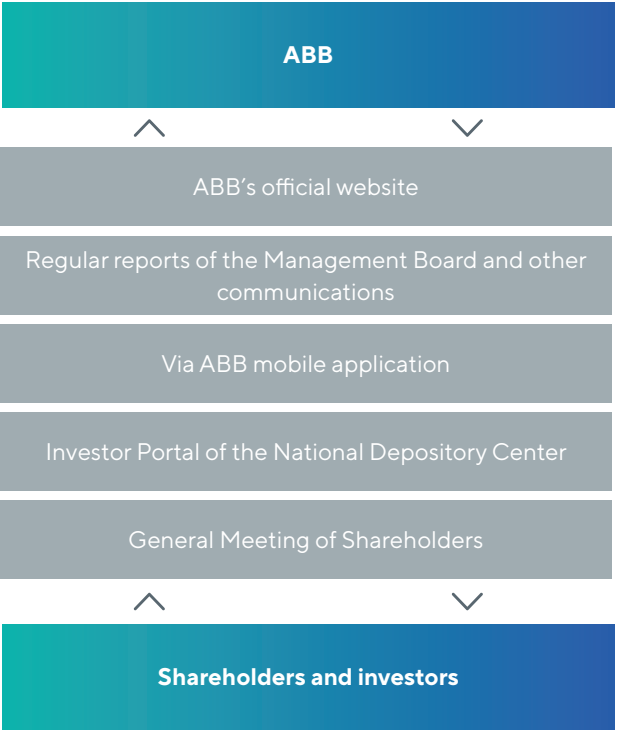 ABB
ABB’s official website
Regular reports of the Management Board and other
communications
Via ABB mobile application
Investor Portal of the National Depository Center
General Meeting of Shareholders
Shareholders and investors